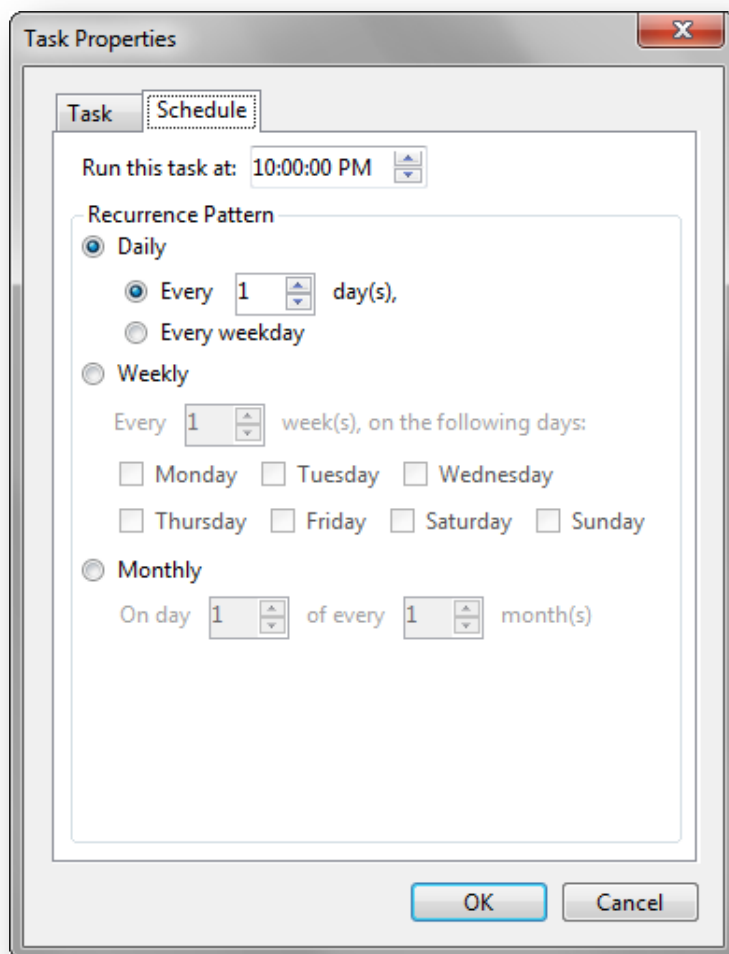 Task Properties
Task Schedule
Run this task at: 10:00:00 PM
Recurrence Pattern
Daily
Every 1 day(s),
Every weekday
Weekly
Every 1 week(s), on the following days:
Monday Tuesday Wednesday
Thursday Friday Saturday Sunday
Monthly
On day 1 of every 1 month(s)
OK Cancel